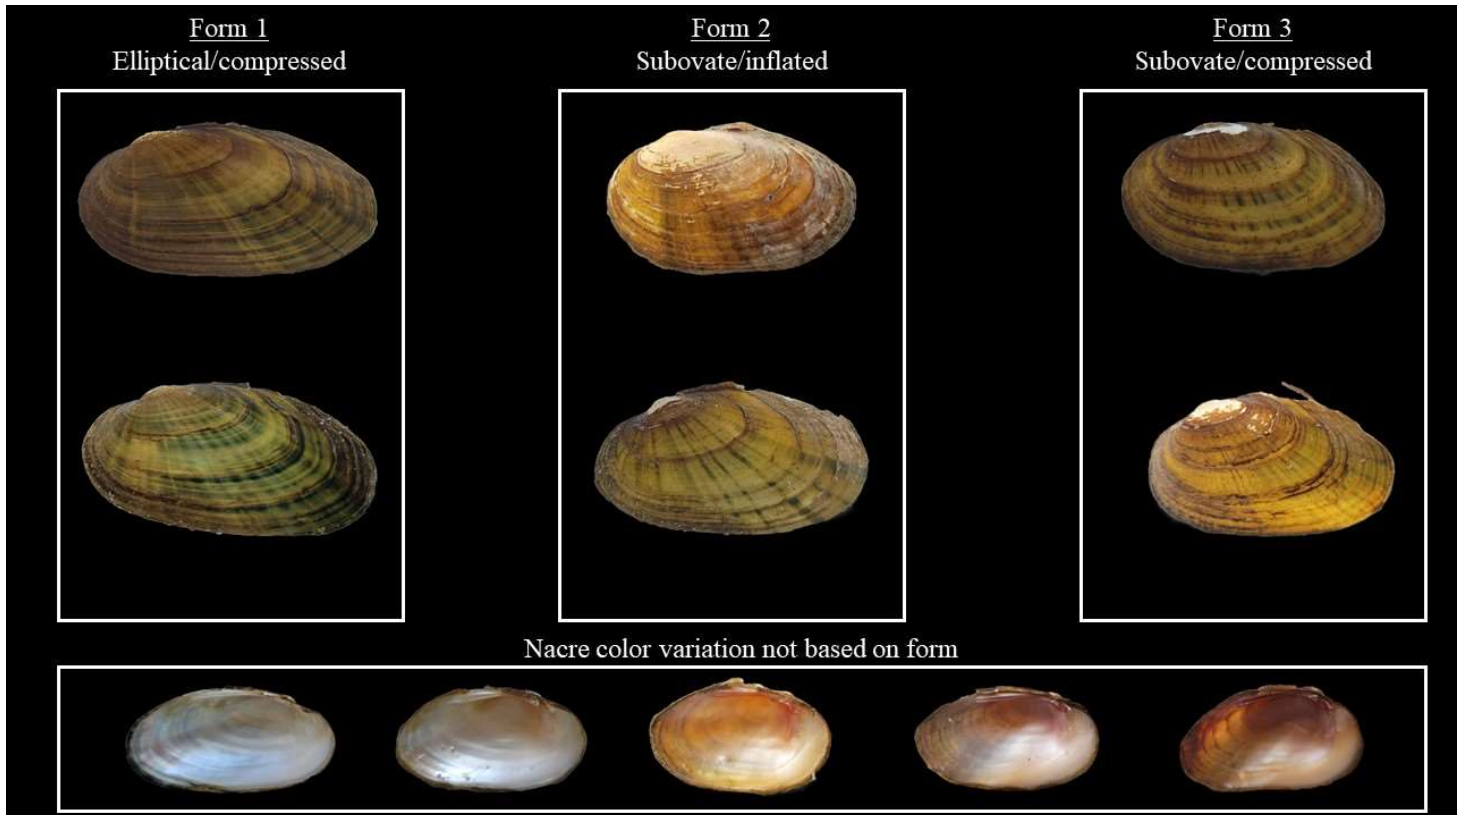 Form 1
Elliptical/compressed
Form 2
Subovate/inflated
Form 3
Subovate/compressed
Nacre color variation not based on form